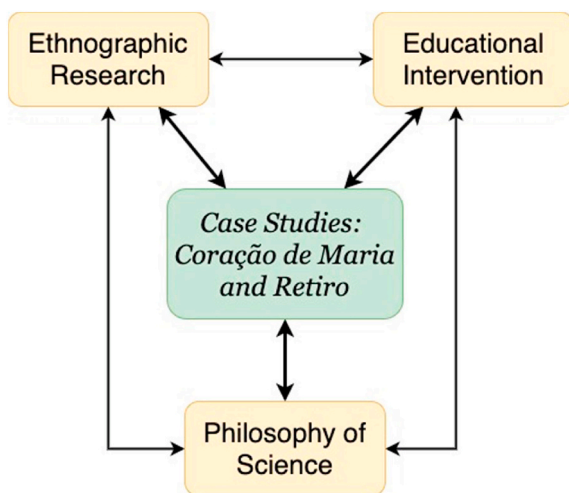 Ethnographic
Research
Educational
Intervention
Case Studies:
Coração de Maria
and Retiro
Philosophy of
Science